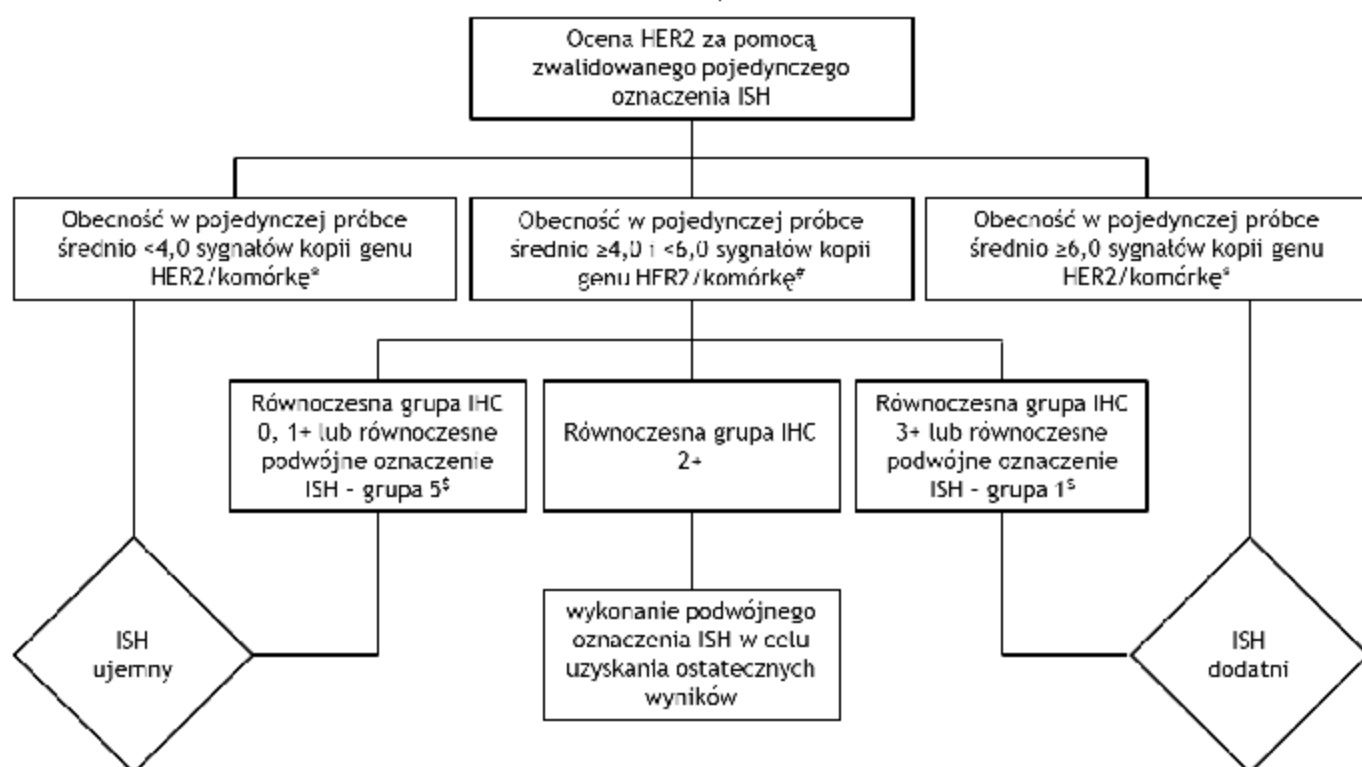 Ocena HER2 za pomocą
zwalidowanego pojedynczego
oznaczenia ISH
Obecność w pojedynczej próbce
średnio <4,0 sygnałów kopii genu
HER2/komórkę*
Obecność w pojedynczej próbce
średnio ≥4,0 i <6,0 sygnałów kopii
genu HER2/komórkę#
Obecność w pojedynczej próbce
średnio ≥6,0 sygnałów kopii genu
HER2/komórkę
Równoczesna grupa IHC
0, 1+ lub równoczesne
podwójne oznaczenie
ISH - grupa 5$
Równoczesna grupa IHC
2+
Równoczesna grupa IHC
3+ lub równoczesne
podwójne oznaczenie
ISH - grupa 1$
ISH
ujemny
wykonanie podwójnego
oznaczenia ISH w celu
uzyskania ostatecznych
wyników
ISH
dodatni